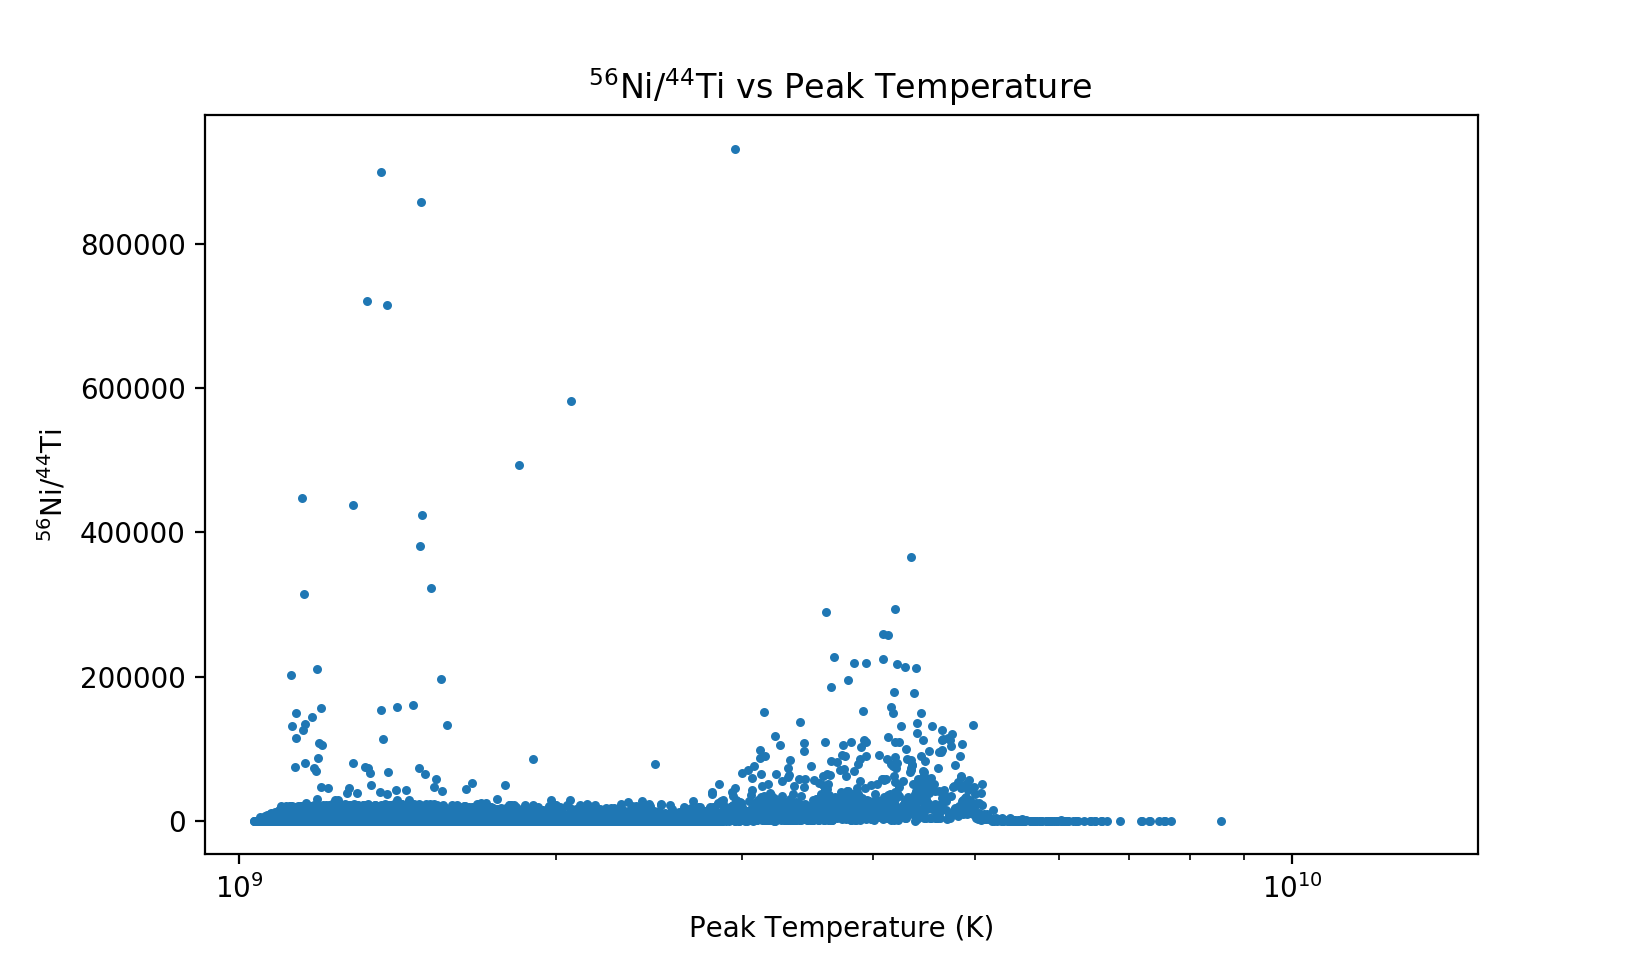 ⁵⁶Ni/⁴⁴Ti vs Peak Temperature
⁵⁶Ni/⁴⁴Ti
800000
600000
400000
200000
0
10⁹
10¹⁰
Peak Temperature (K)